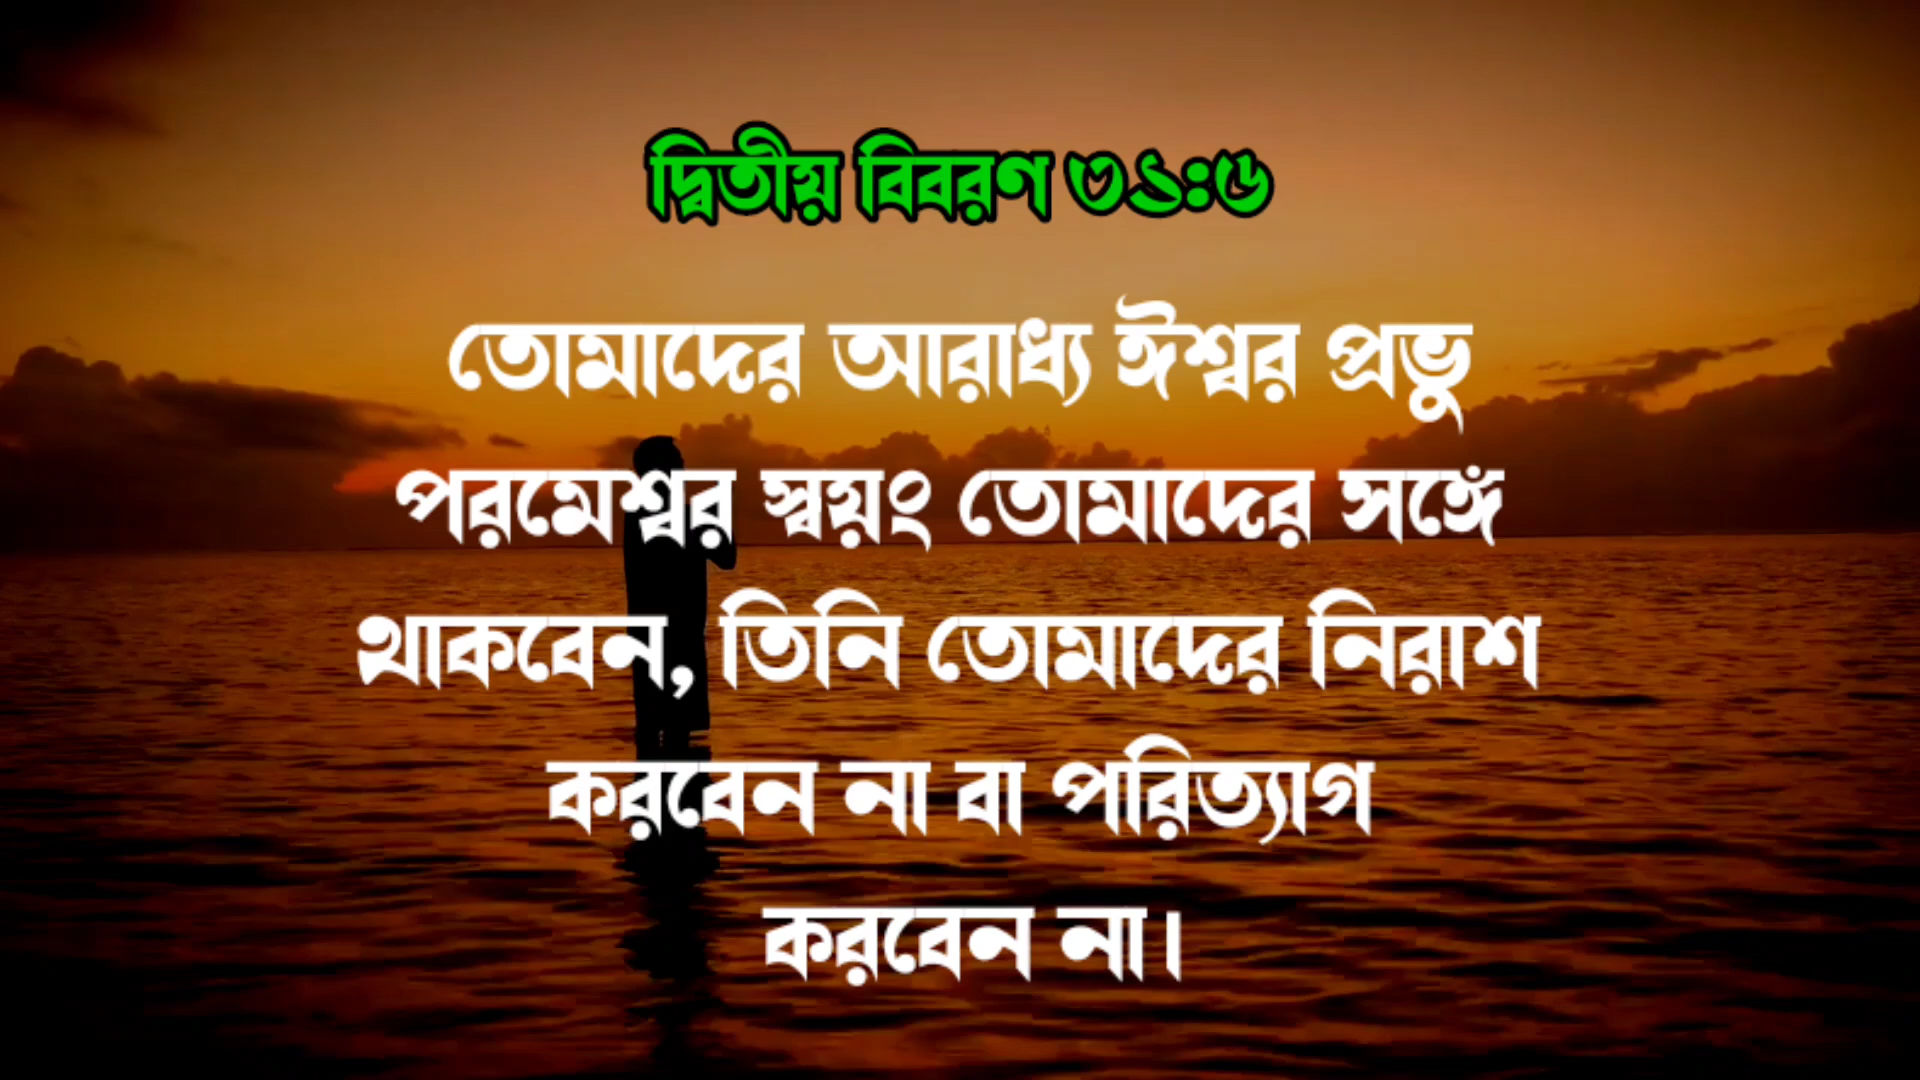 দ্বিতীয় বিবরণ ৩১:৬
তোমাদের আরাধ্য ঈশ্বর প্রভু
পরমেশ্বর স্বয়ং তোমাদের সঙ্গে
থাকবেন, তিনি তোমাদের নিরাশ
করবেন না বা পরিত্যাগ
করবেন না।